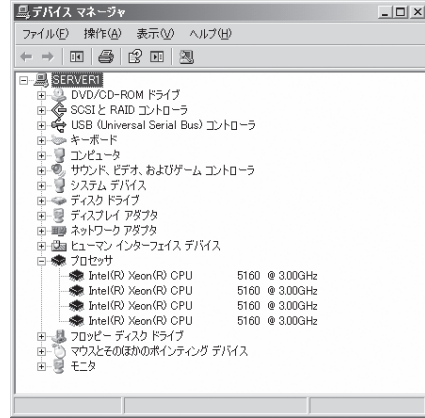 デバイス マネージャ
ファイル(F) 操作(A) 表示(V) ヘルプ(H)
SERVER1
DVD/CD-ROM ドライブ
SCSI と RAID コントローラ
USB (Universal Serial Bus) コントローラ
キーボード
コンピュータ
サウンド、ビデオ、およびゲーム コントローラ
システム デバイス
ディスク ドライブ
ディスプレイ アダプタ
ネットワーク アダプタ
ヒューマン インターフェイス デバイス
プロセッサ
Intel(R) Xeon(R) CPU 5160 @ 3.00GHz
Intel(R) Xeon(R) CPU 5160 @ 3.00GHz
Intel(R) Xeon(R) CPU 5160 @ 3.00GHz
Intel(R) Xeon(R) CPU 5160 @ 3.00GHz
フロッピー ディスク ドライブ
マウスとそのほかのポインティング デバイス
モニタ